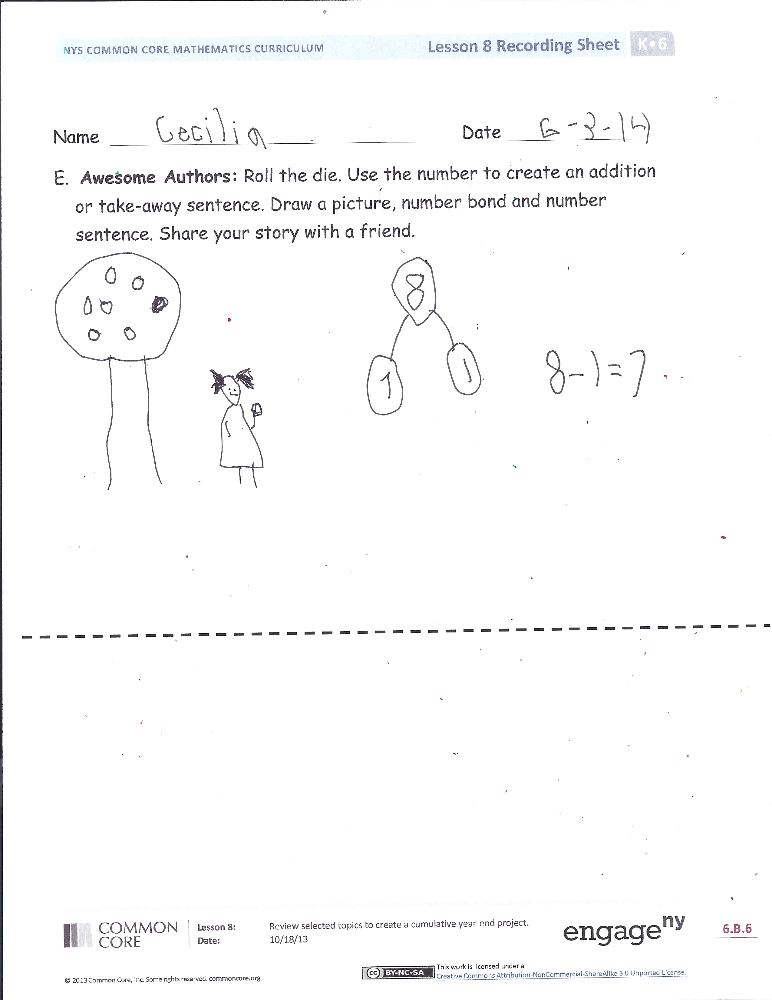 NYS COMMON CORE MATHEMATICS CURRICULUM
Lesson 8 Recording Sheet
K•6
Name Cecilia
Date 6-3-14
E. Awesome Authors: Roll the die. Use the number to create an addition
or take-away sentence. Draw a picture, number bond and number
sentence. Share your story with a friend.
8
1
1
8-1=7
COMMON
CORE
Lesson 8:
Date:
Review selected topics to create a cumulative year-end project.
10/18/13
engage ny
6.B.6
© 2013 Common Core, Inc. Some rights reserved. commoncore.org
(cc) BY-NC-SA
This work is licensed under a
Creative Commons Attribution-NonCommercial-ShareAlike 3.0 Unported License.